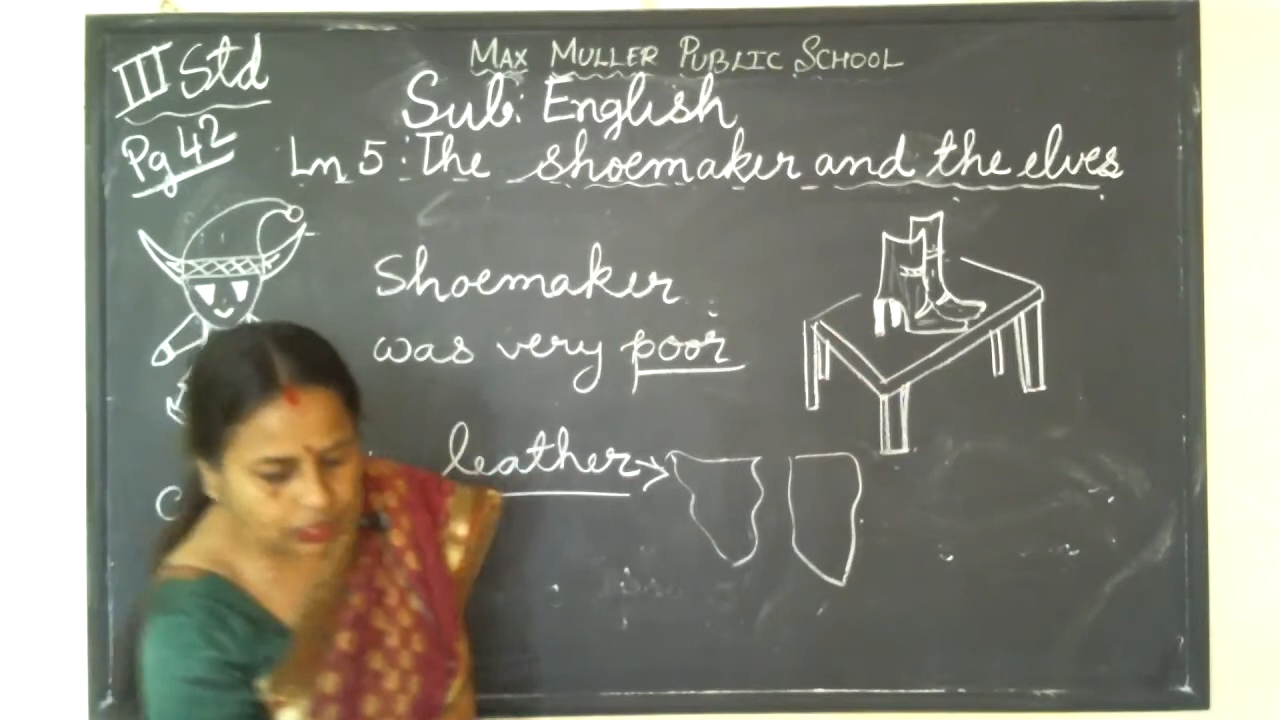 MAX MULLER PUBLIC SCHOOL
III Std
Sub: English
Pg 42
Ln 5: The shoemaker and the elves
Shoemaker
was very poor
leather